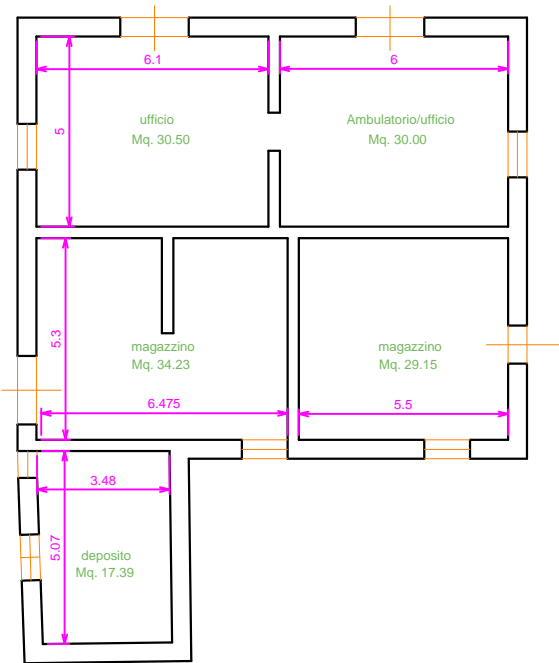 6.1
6
5
ufficio
Mq. 30.50
Ambulatorio/ufficio
Mq. 30.00
5.3
magazzino
Mq. 34.23
magazzino
Mq. 29.15
6.475
5.5
3.48
5.07
deposito
Mq. 17.39